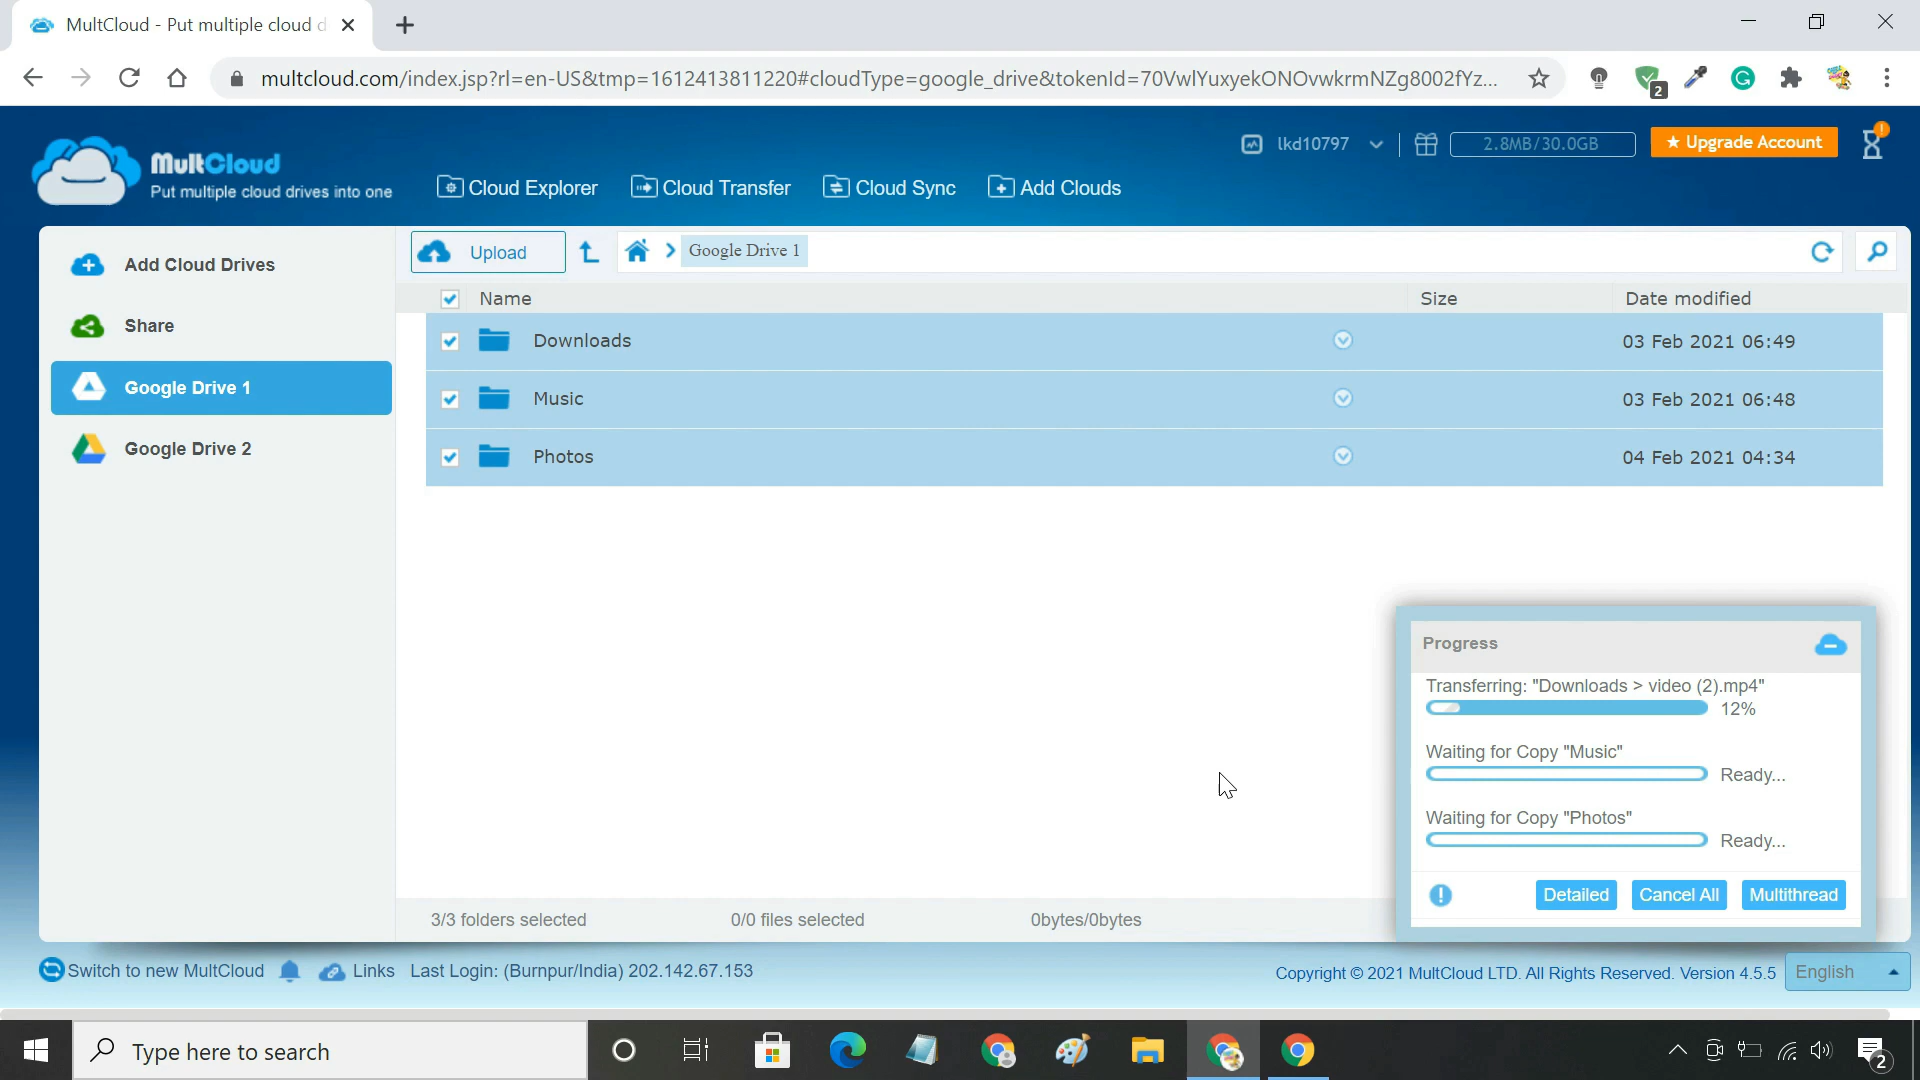 MultCloud - Put multiple cloud d
multcloud.com/index.jsp?rl=en-US&tmp=1612413811220#cloudType=google_drive&tokenId=70VwlYuxyekONOvwkrmNZg8002fYz...
2
MultCloud
Put multiple cloud drives into one
Cloud Explorer
Cloud Transfer
Cloud Sync
Add Clouds
lkd10797
2.8MB/30.0GB
★ Upgrade Account
!
Add Cloud Drives
Share
Google Drive 1
Google Drive 2
Upload
Google Drive 1
Name Size Date modified
Downloads 03 Feb 2021 06:49
Music 03 Feb 2021 06:48
Photos 04 Feb 2021 04:34
Progress
Transferring: "Downloads > video (2).mp4"
12%
Waiting for Copy "Music"
Ready...
Waiting for Copy "Photos"
Ready...
Detailed Cancel All Multithread
3/3 folders selected 0/0 files selected 0bytes/0bytes
Switch to new MultCloud Links Last Login: (Burnpur/India) 202.142.67.153
Copyright © 2021 MultCloud LTD. All Rights Reserved. Version 4.5.5 English
Type here to search
2